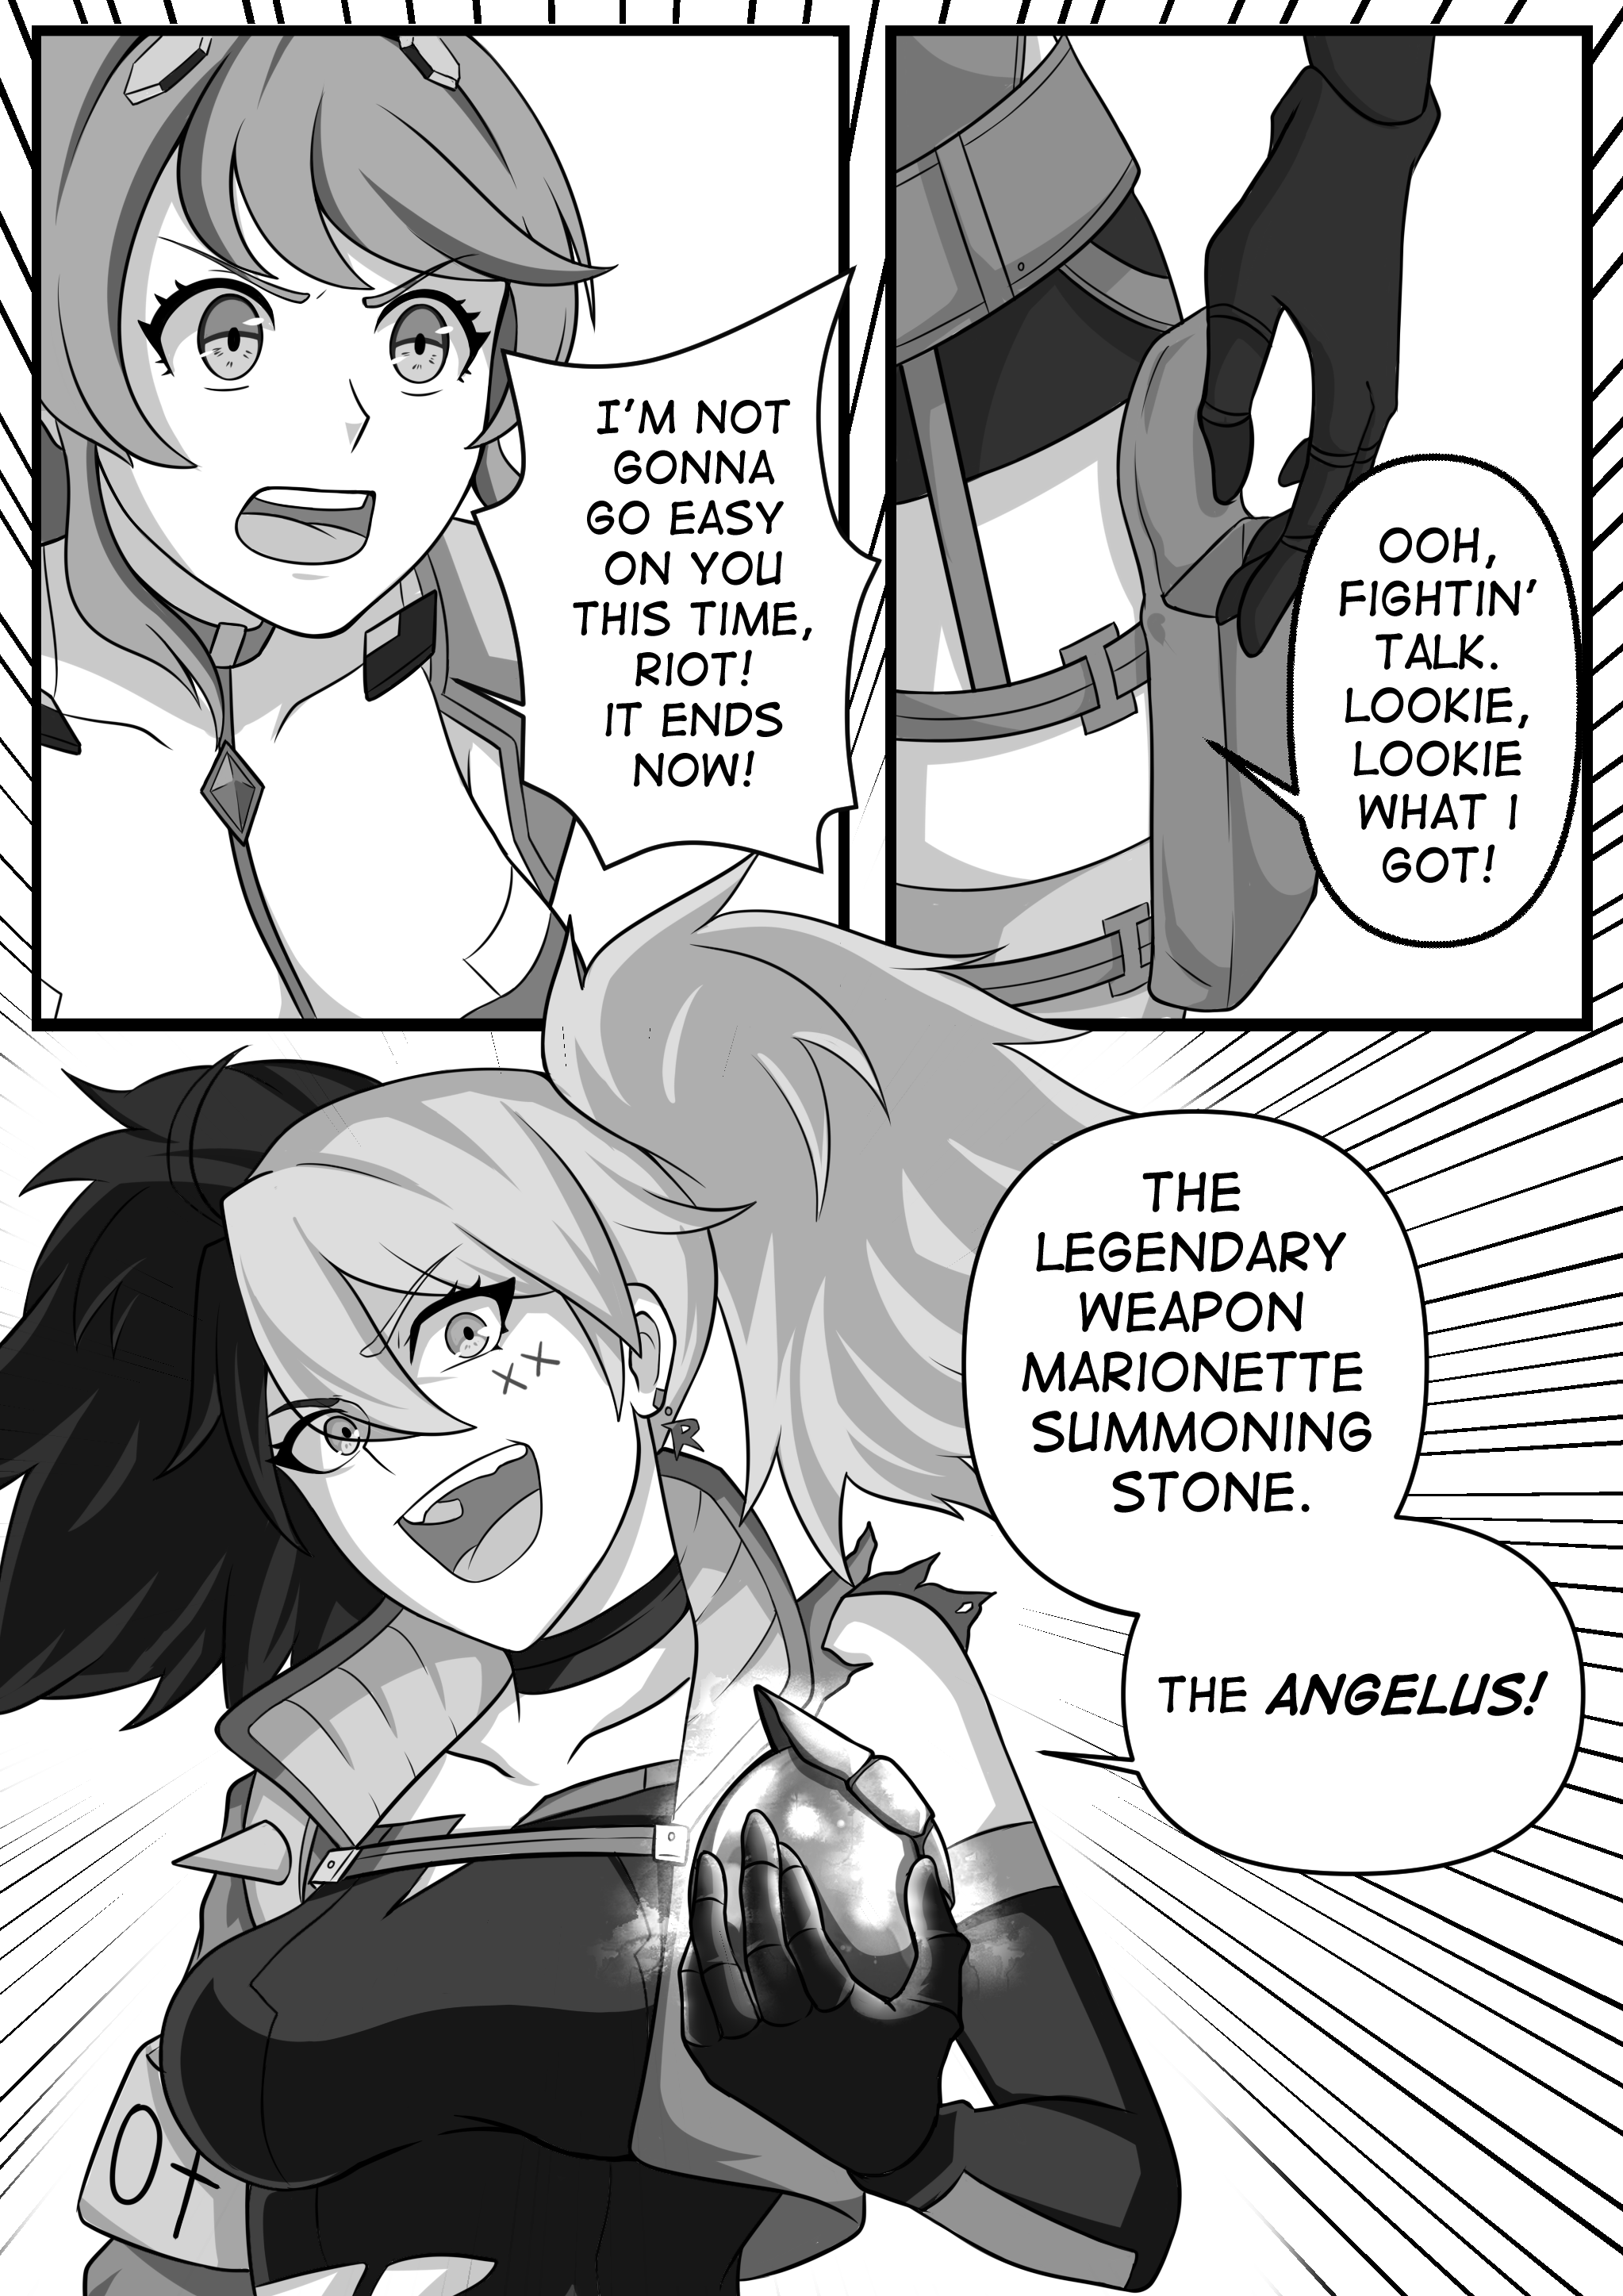 I'M NOT
GONNA
GO EASY
ON YOU
THIS TIME,
RIOT!
IT ENDS
NOW!
OOH,
FIGHTIN'
TALK.
LOOKIE,
LOOKIE
WHAT I
GOT!
THE
LEGENDARY
WEAPON
MARIONETTE
SUMMONING
STONE.
THE ANGELUS!
R